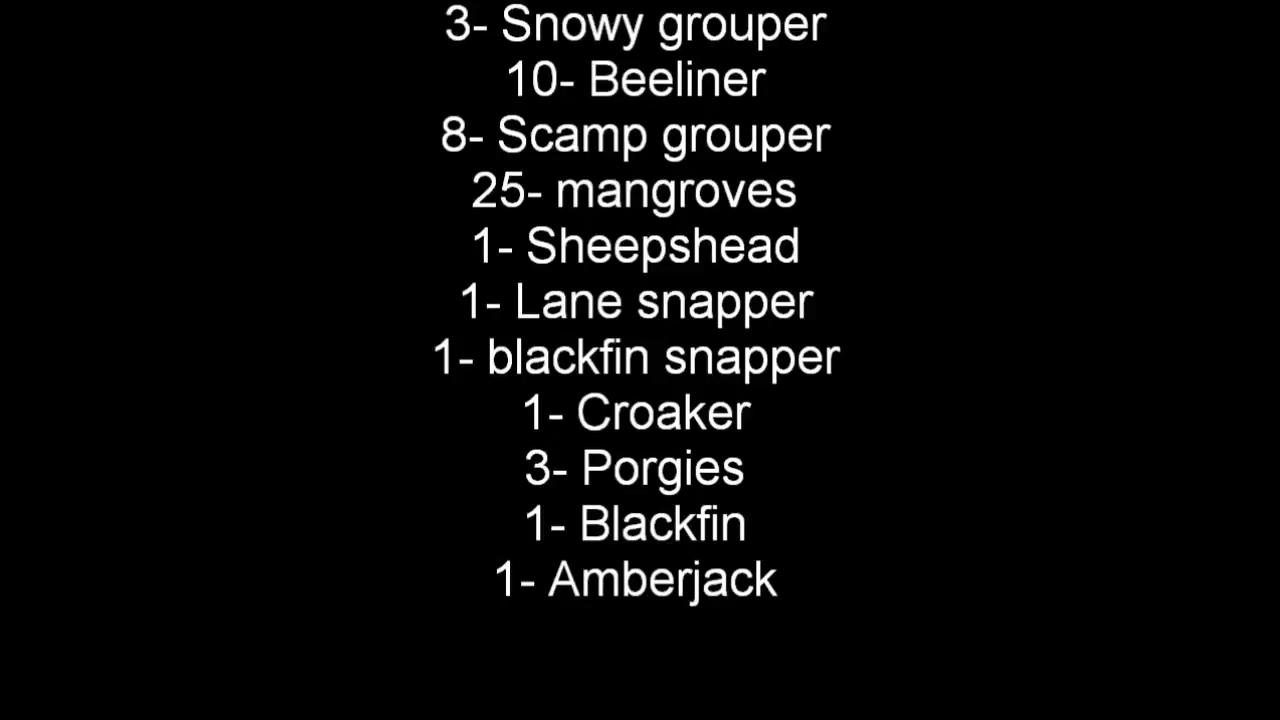 3- Snowy grouper
10- Beeliner
8- Scamp grouper
25- mangroves
1- Sheepshead
1- Lane snapper
1- blackfin snapper
1- Croaker
3- Porgies
1- Blackfin
1- Amberjack